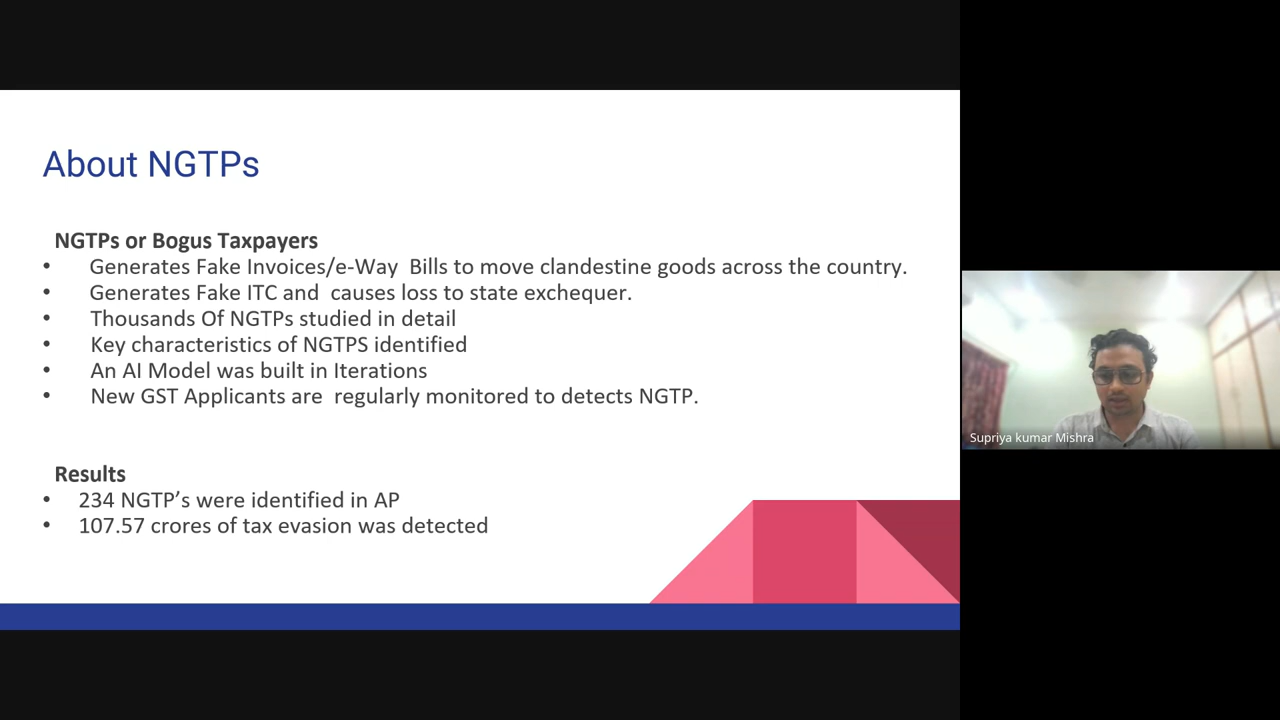 About NGTPs
NGTPs or Bogus Taxpayers
• Generates Fake Invoices/e-Way Bills to move clandestine goods across the country.
• Generates Fake ITC and causes loss to state exchequer.
• Thousands Of NGTPs studied in detail
• Key characteristics of NGTPS identified
• An AI Model was built in Iterations
• New GST Applicants are regularly monitored to detects NGTP.
Results
• 234 NGTP’s were identified in AP
• 107.57 crores of tax evasion was detected
Supriya kumar Mishra